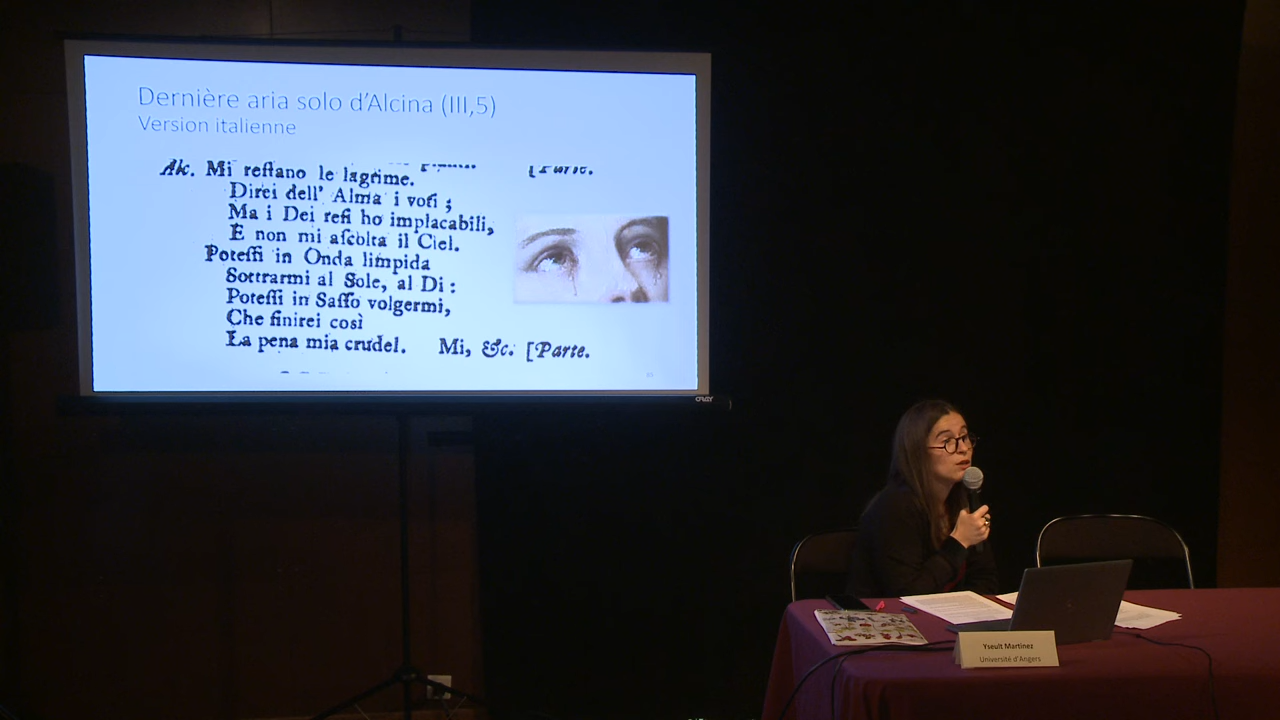 Dernière aria solo d'Alcina (III,5)
Version italienne
Alc. Mi reſtano le lagrime.
Direi dell' Alma i voti ;
Ma i Dei reſi ho implacabili,
E non mi aſcolta il Ciel.
Poteſſi in Onda limpida
Sottrarmi al Sole, al Di :
Poteſſi in Saſſo volgermi,
Che finirei così
La pena mia crudel. Mi, &c. [Parte.
ORAY
Yseult Martinez
Université d'Angers